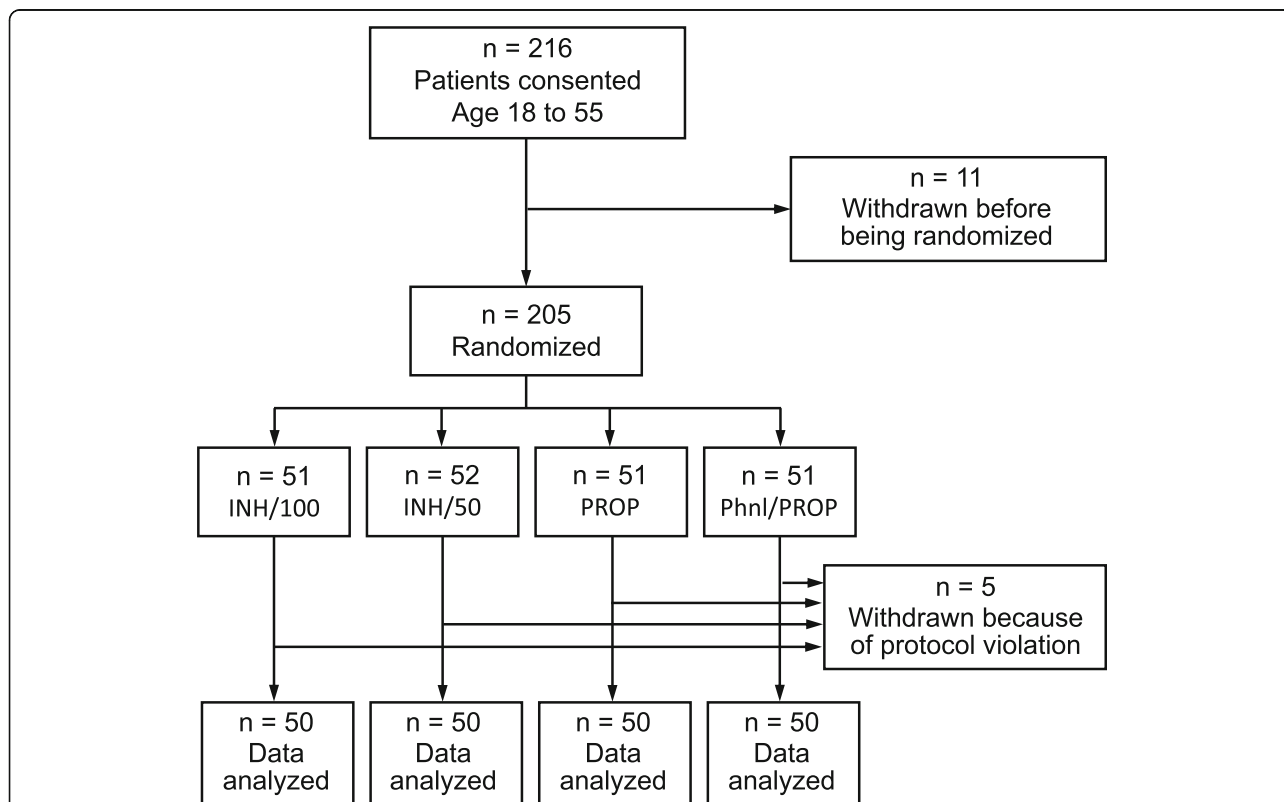 n = 216
Patients consented
Age 18 to 55
n = 11
Withdrawn before
being randomized
n = 205
Randomized
n = 51
INH/100
n = 52
INH/50
n = 51
PROP
n = 51
Phnl/PROP
n = 5
Withdrawn because
of protocol violation
n = 50
Data
analyzed
n = 50
Data
analyzed
n = 50
Data
analyzed
n = 50
Data
analyzed